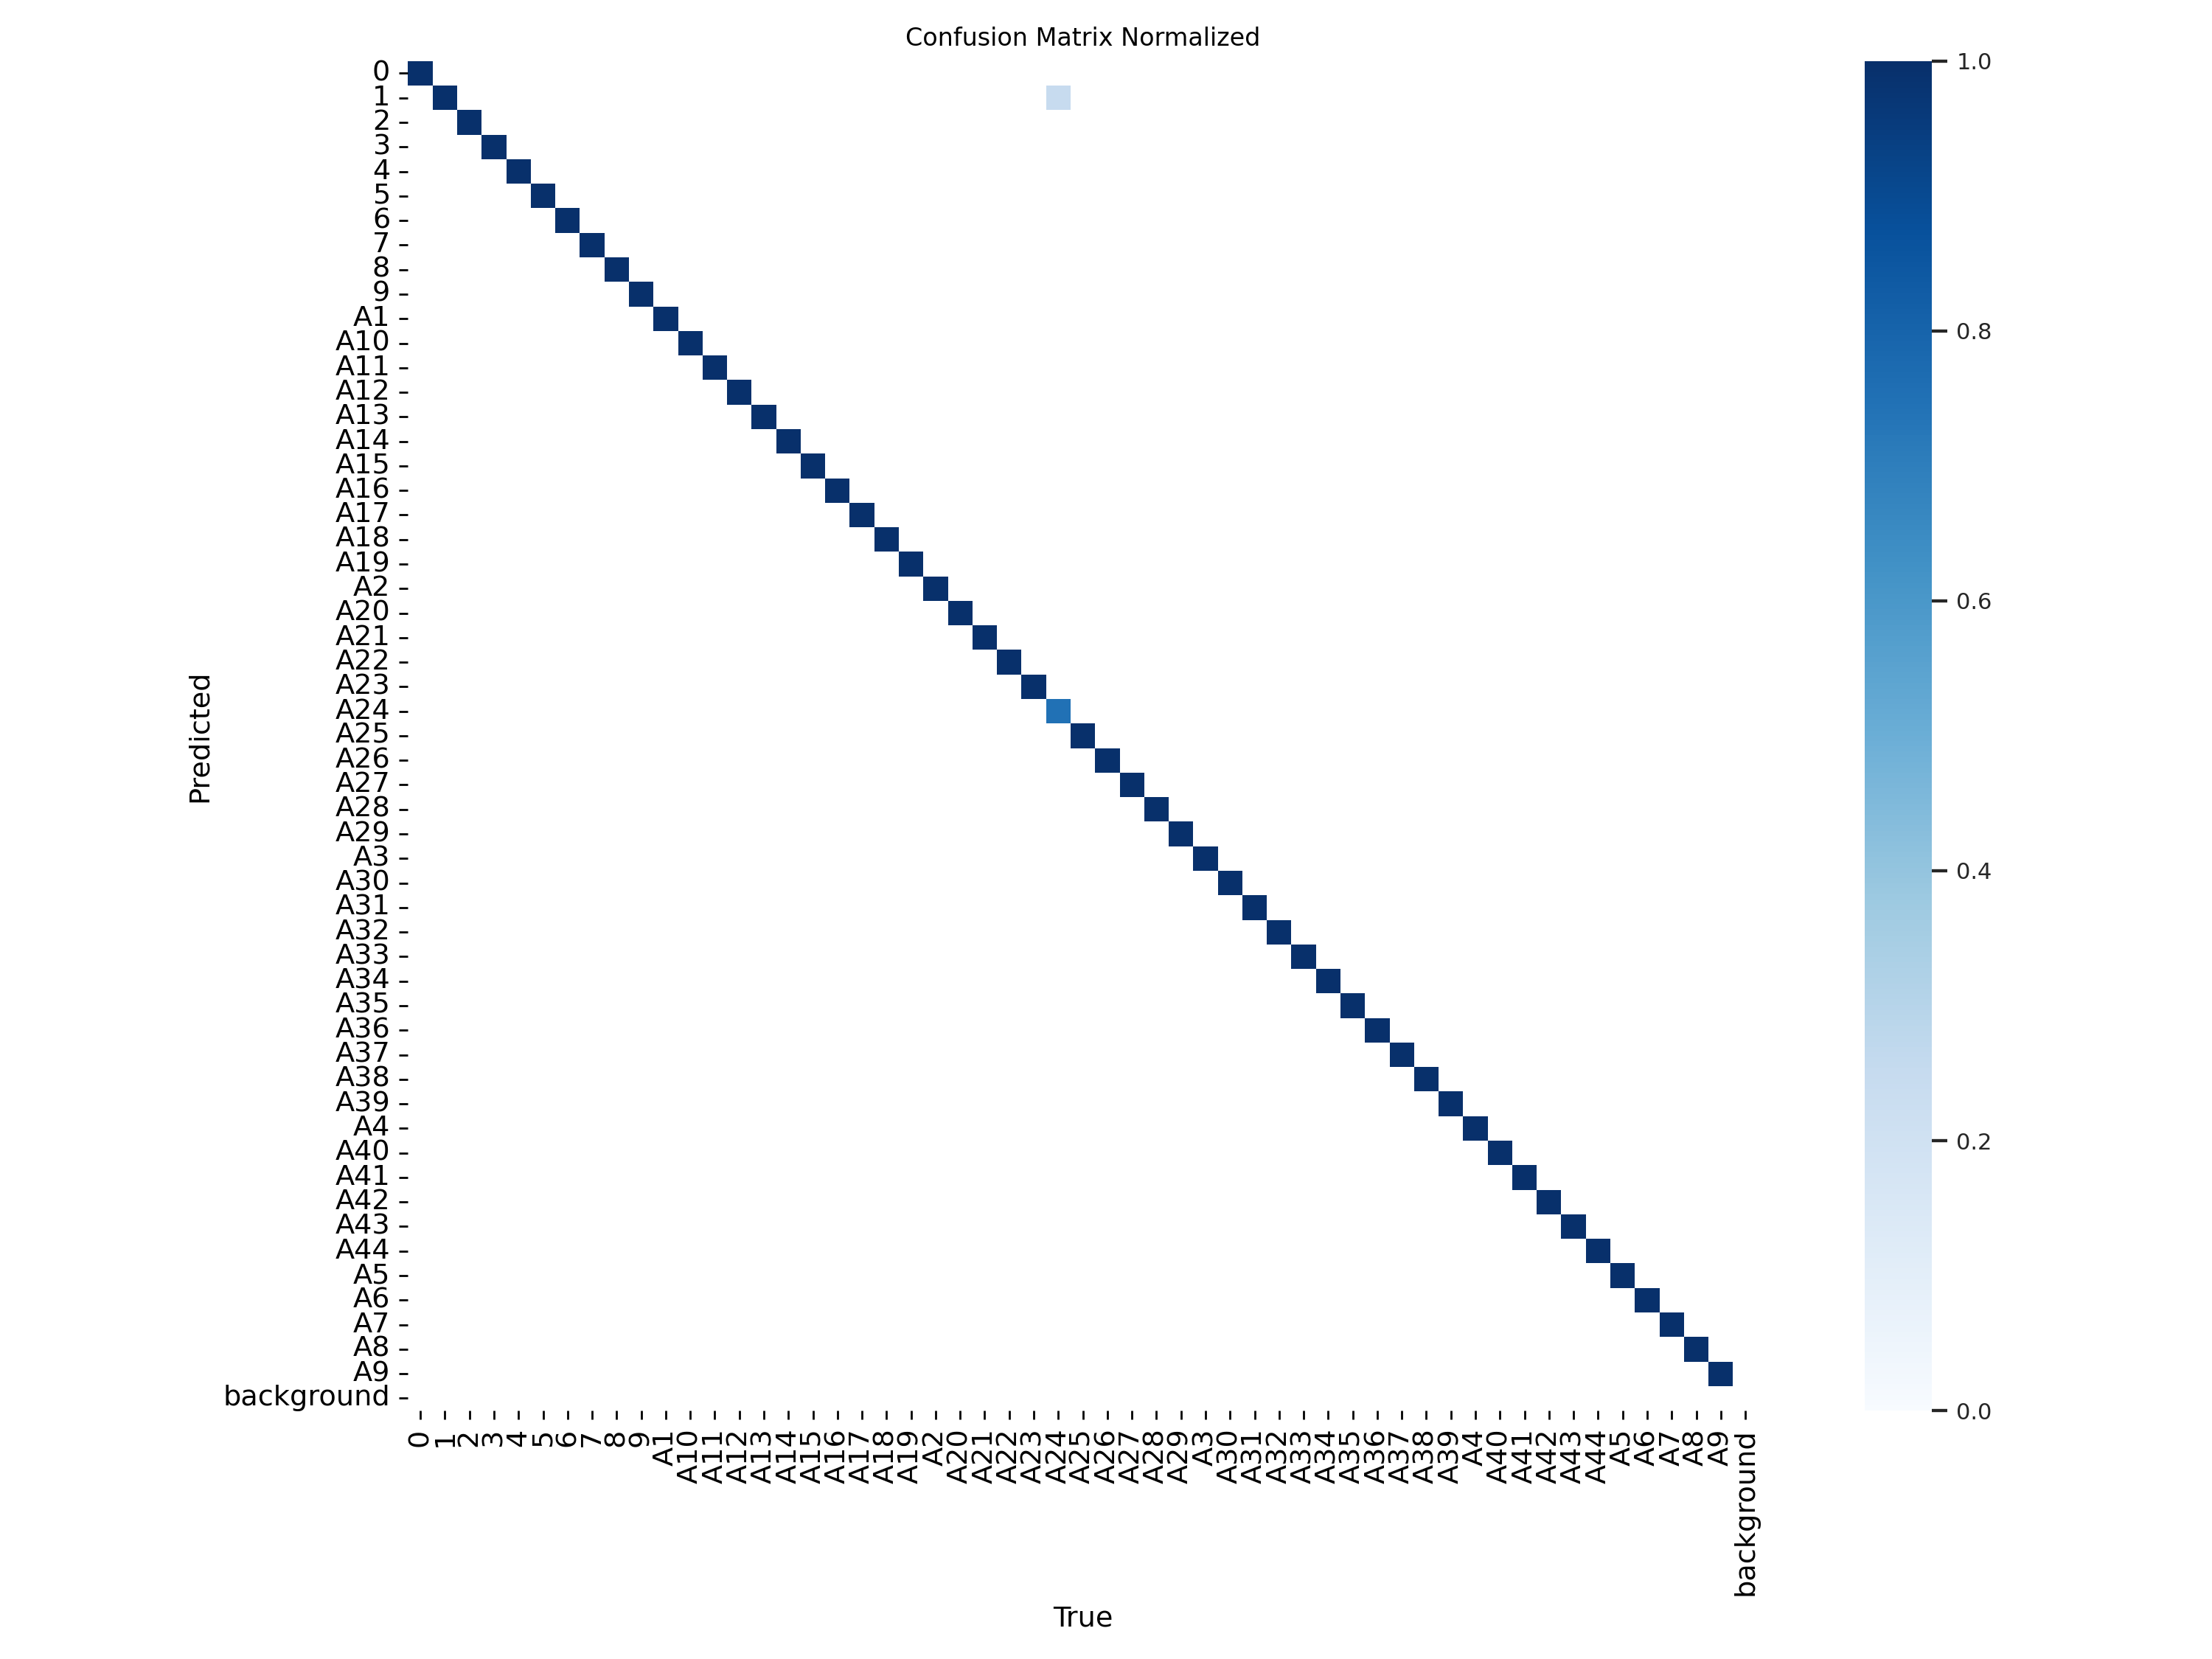 Confusion Matrix Normalized
0
1
2
3
4
5
6
7
8
9
A1
A10
A11
A12
A13
A14
A15
A16
A17
A18
A19
A2
A20
A21
A22
A23
A24
A25
A26
A27
A28
A29
A3
A30
A31
A32
A33
A34
A35
A36
A37
A38
A39
A4
A40
A41
A42
A43
A44
A5
A6
A7
A8
A9
background
Predicted
0 1 2 3 4 5 6 7 8 9 A1 A10 A11 A12 A13 A14 A15 A16 A17 A18 A19 A2 A20 A21 A22 A23 A24 A25 A26 A27 A28 A29 A3 A30 A31 A32 A33 A34 A35 A36 A37 A38 A39 A4 A40 A41 A42 A43 A44 A5 A6 A7 A8 A9 background
True
1.0
0.8
0.6
0.4
0.2
0.0